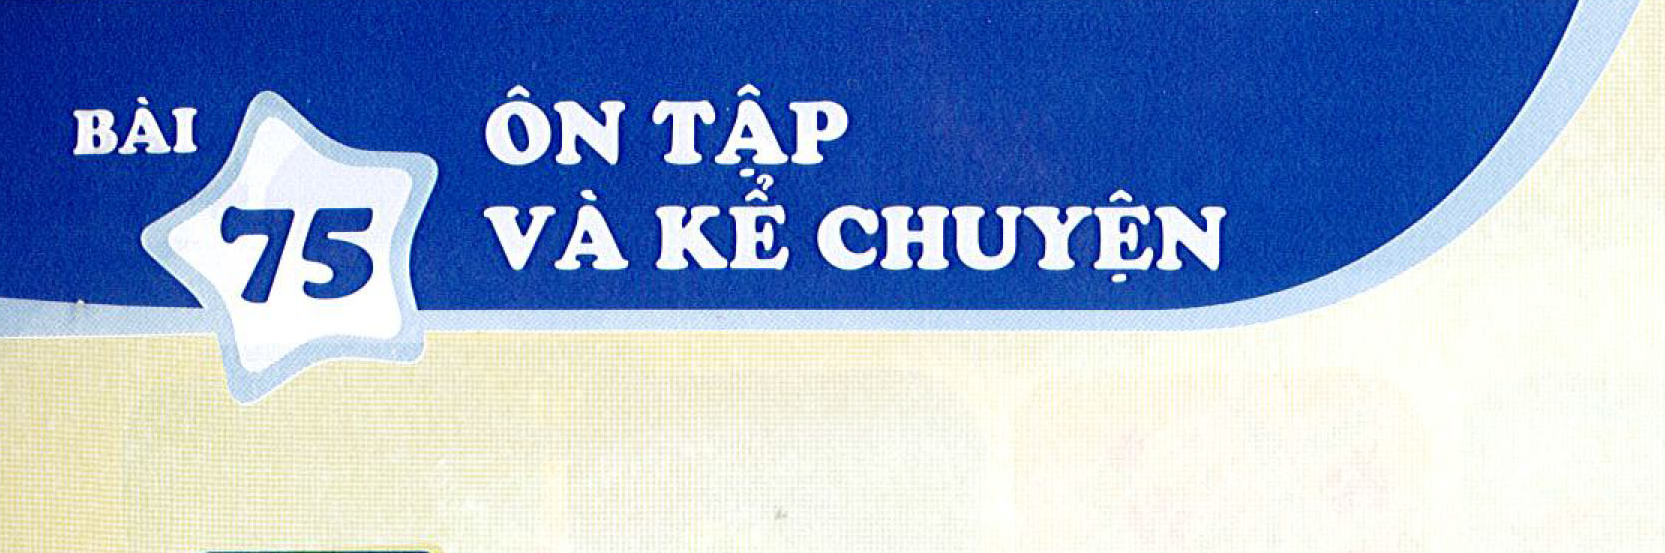 BÀI
75
ÔN TẬP
VÀ KỂ CHUYỆN